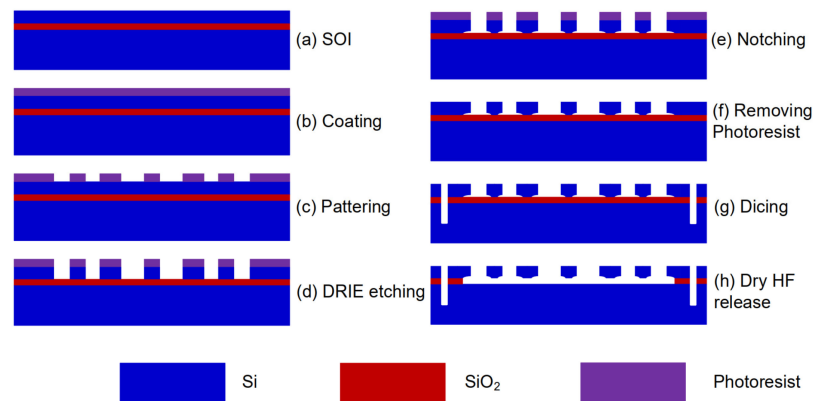 (a) SOI
(b) Coating
(c) Pattering
(d) DRIE etching
(e) Notching
(f) Removing
Photoresist
(g) Dicing
(h) Dry HF
release
Si
SiO₂
Photoresist